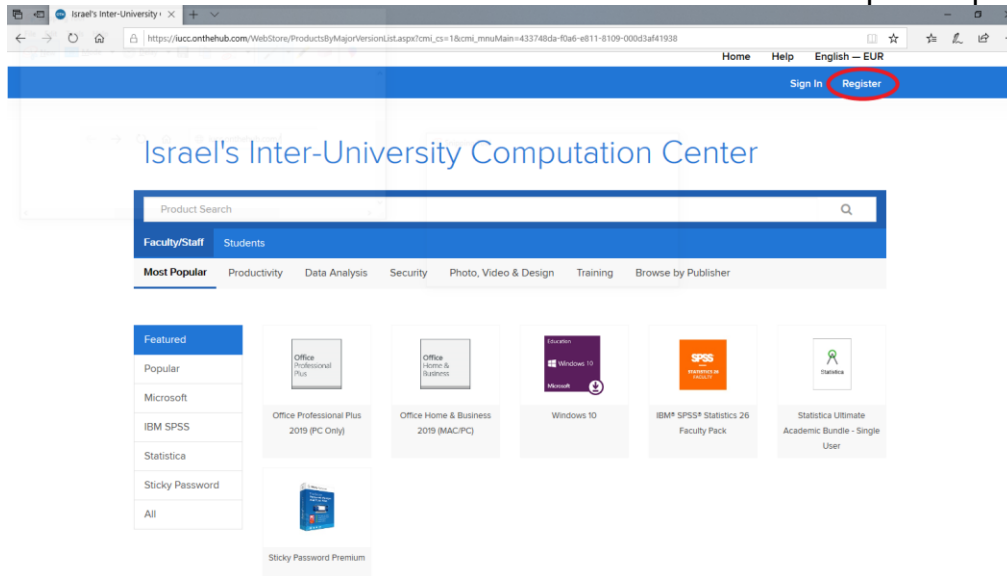 Israel's Inter-University
https://iucc.onthehub.com/WebStore/ProductsByMajorVersionList.aspx?cmi_cs=1&cmi_mnuMain=433748da-f0a6-e811-8109-000d3af41938
Home Help English — EUR
Sign In Register
Israel's Inter-University Computation Center
Product Search
Faculty/Staff Students
Most Popular Productivity Data Analysis Security Photo, Video & Design Training Browse by Publisher
Featured
Popular
Microsoft
IBM SPSS
Statistica
Sticky Password
All
Office
Professional
Plus
Office Professional Plus
2019 (PC Only)
Office
Home &
Business
Office Home & Business
2019 (MAC/PC)
Education
Windows 10
Microsoft
Windows 10
SPSS
STATISTICS 26
FACULTY
IBM® SPSS® Statistics 26
Faculty Pack
Statistica
Statistica Ultimate
Academic Bundle - Single
User
Sticky Password Premium